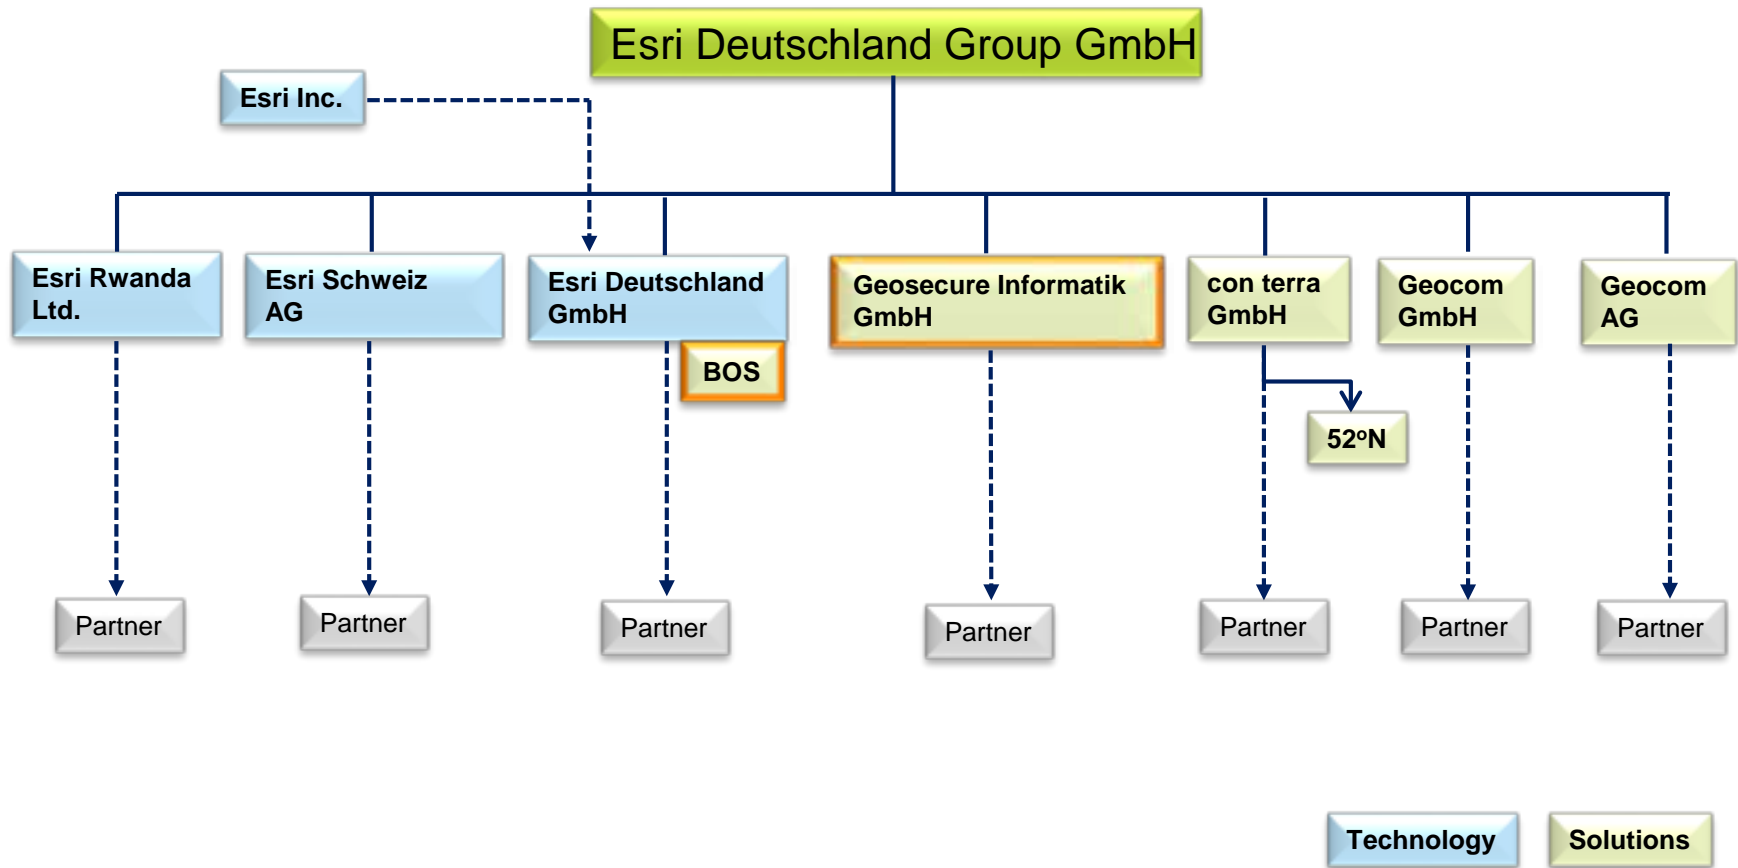 Esri Deutschland Group GmbH
Esri Inc.
Esri Rwanda
Ltd.
Esri Schweiz
AG
Esri Deutschland
GmbH
BOS
Geosecure Informatik
GmbH
con terra
GmbH
52°N
Geocom
GmbH
Geocom
AG
Partner
Partner
Partner
Partner
Partner
Partner
Partner
Technology
Solutions